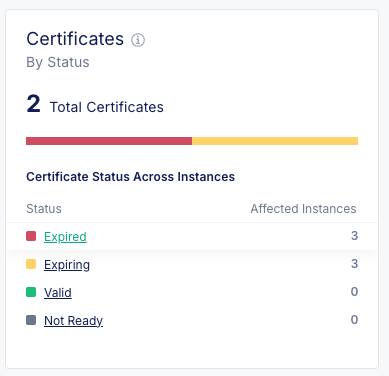 Certificates
By Status
2 Total Certificates
Certificate Status Across Instances
Status Affected Instances
Expired 3
Expiring 3
Valid 0
Not Ready 0